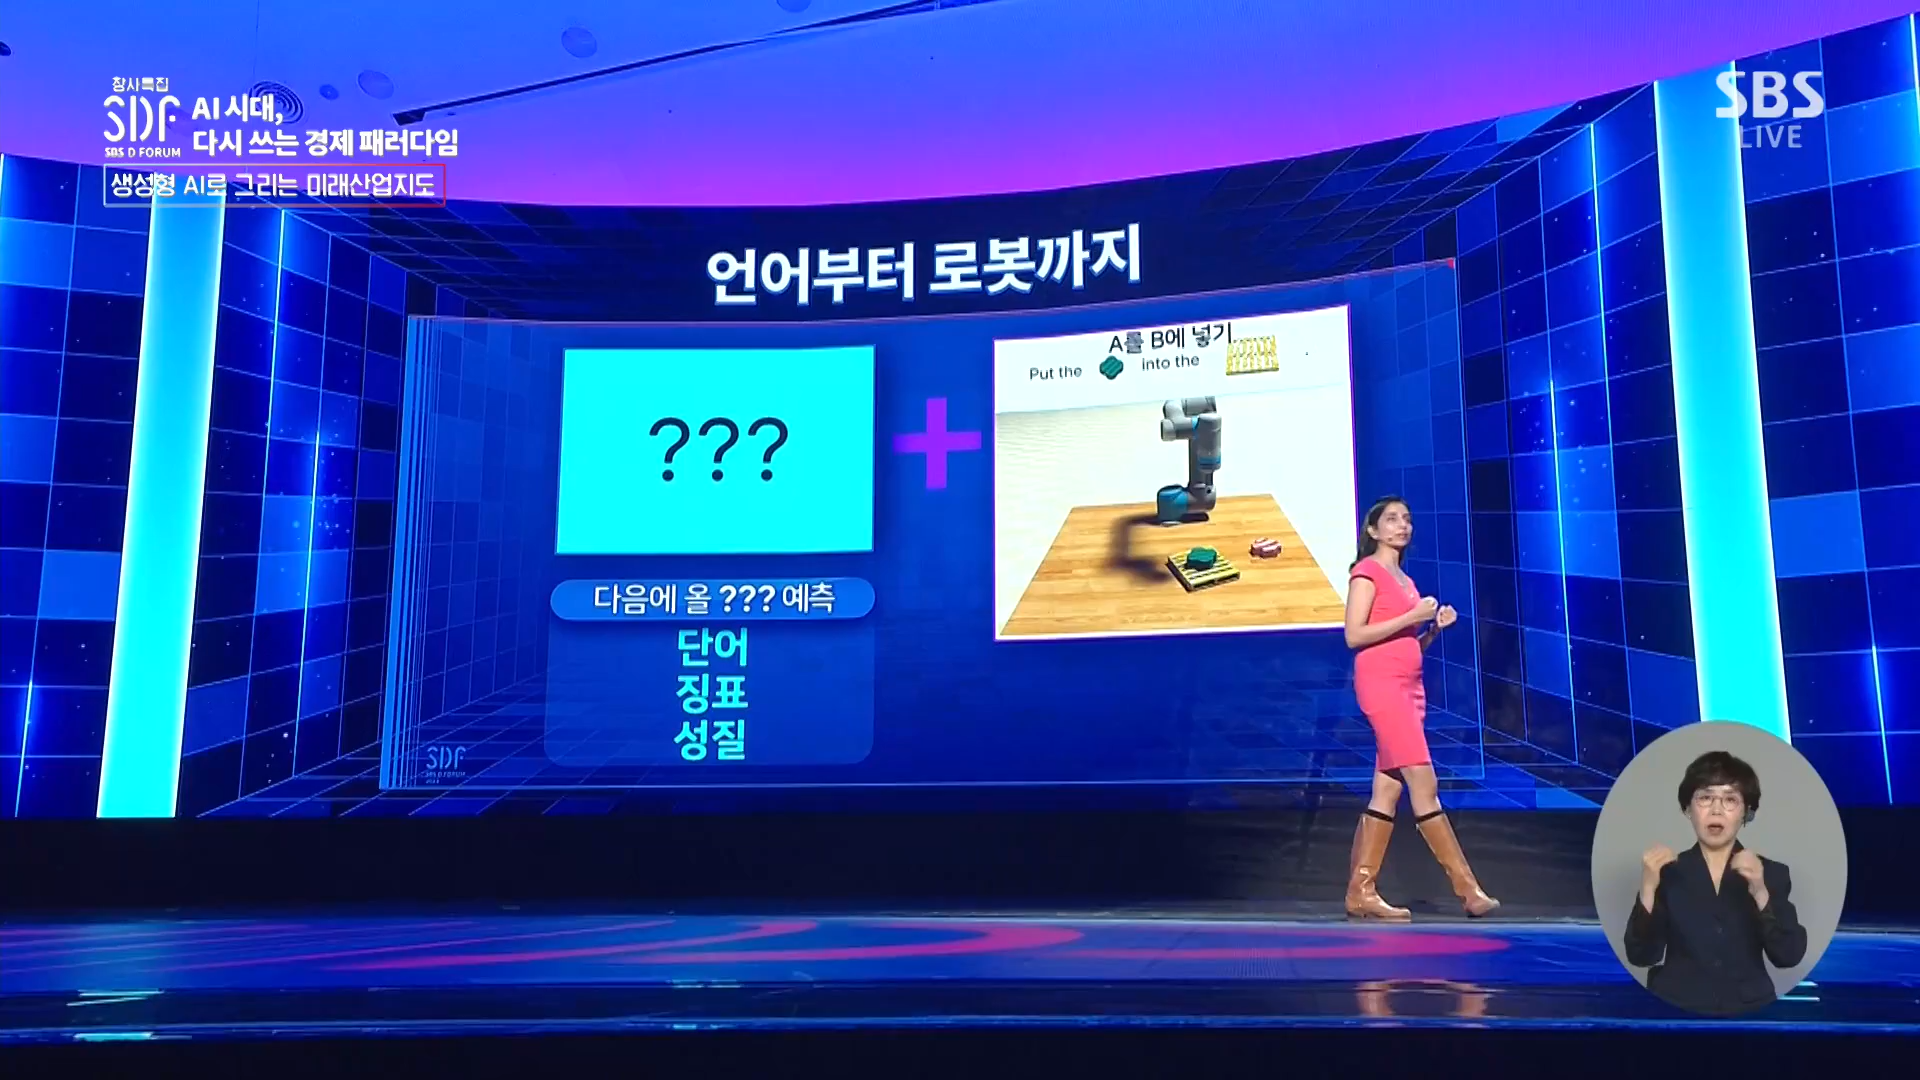 창사특집
SDF
SBS D FORUM
AI 시대,
다시 쓰는 경제 패러다임
생성형 AI로 그리는 미래산업지도
SBS
LIVE
언어부터 로봇까지
???
+
A를 B에 넣기
Put the into the
다음에 올 ??? 예측
단어
징표
성질
SDF
SBS D FORUM